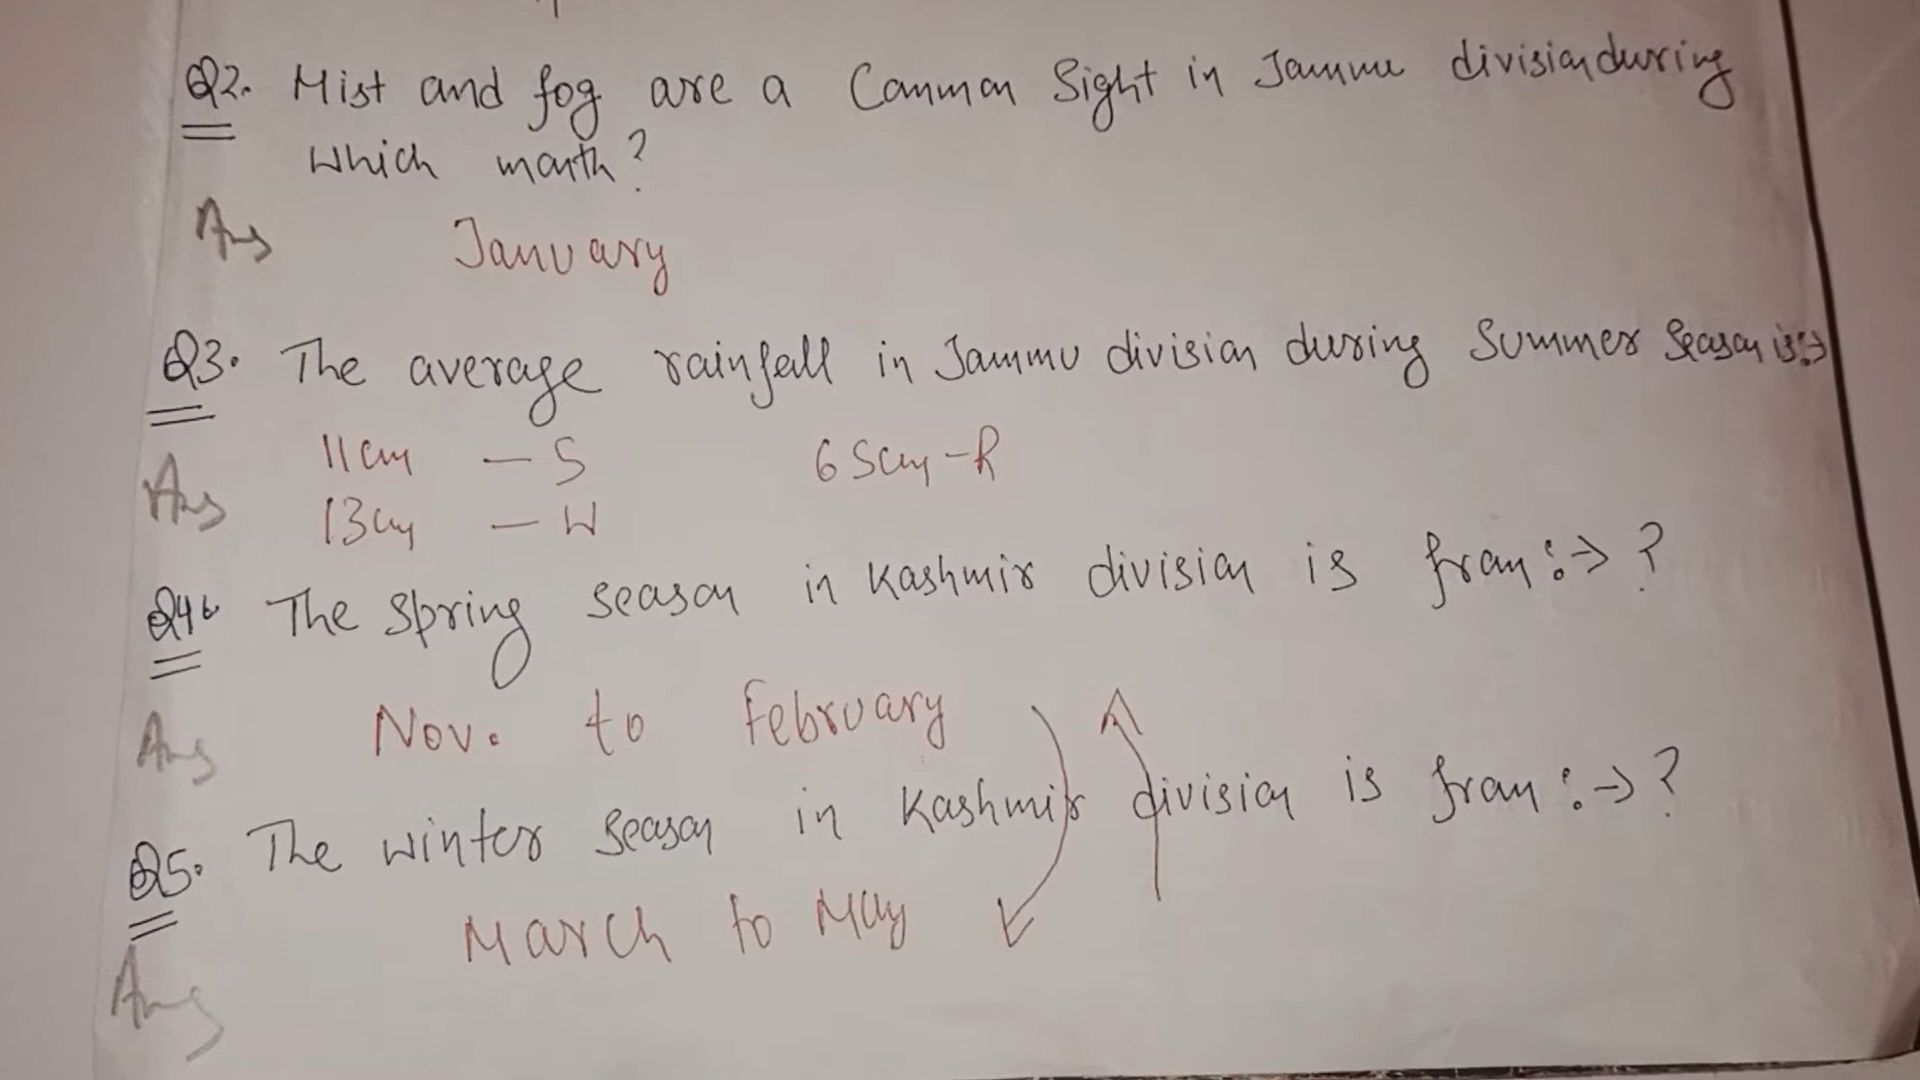 Q2. Mist and fog are a Common Sight in Jammu division during
which month?
Ans January
Q3. The average rainfall in Jammu division during Summer Season is:→
11cm — S 65cm - R
Ans 13cm — W
Q4. The Spring season in Kashmir division is from:→ ?
Ans Nov. to February
Q5. The winter season in Kashmir division is from:→ ?
March to May
Ans